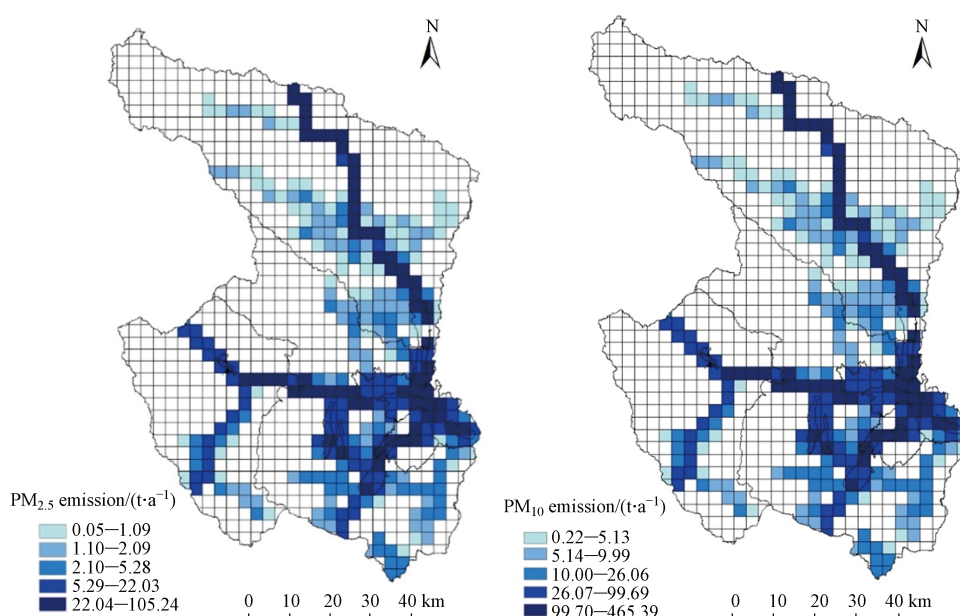 N
N
PM2.5 emission/(t·a⁻¹)
0.05—1.09
1.10—2.09
2.10—5.28
5.29—22.03
22.04—105.24
0 10 20 30 40 km
PM10 emission/(t·a⁻¹)
0.22—5.13
5.14—9.99
10.00—26.06
26.07—99.69
99.70—465.39
0 10 20 30 40 km